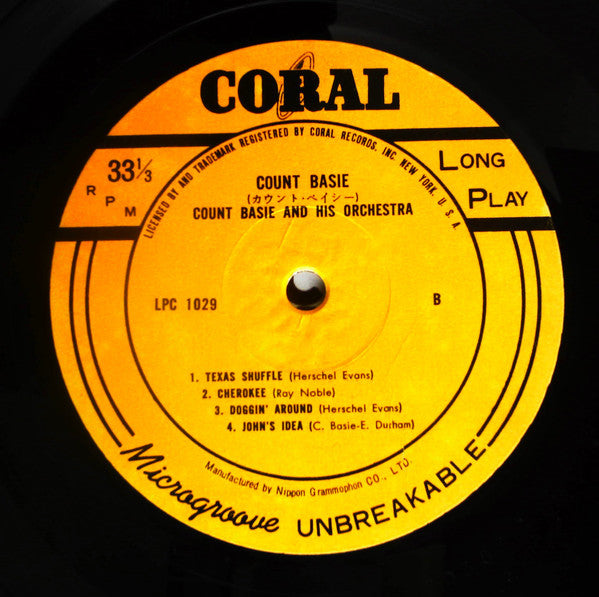 CORAL
LICENSED BY AND TRADEMARK REGISTERED BY CORAL RECORDS, INC. NEW YORK, U. S. A.
33 1/3
RPM
LONG
PLAY
COUNT BASIE
(カウント・ベイシー)
COUNT BASIE AND HIS ORCHESTRA
LPC 1029
B
1. TEXAS SHUFFLE (Herschel Evans)
2. CHEROKEE (Ray Noble)
3. DOGGIN' AROUND (Herschel Evans)
4. JOHN'S IDEA (C. Basie-E. Durham)
Manufactured by Nippon Grammophon CO., LTD.
Microgroove UNBREAKABLE